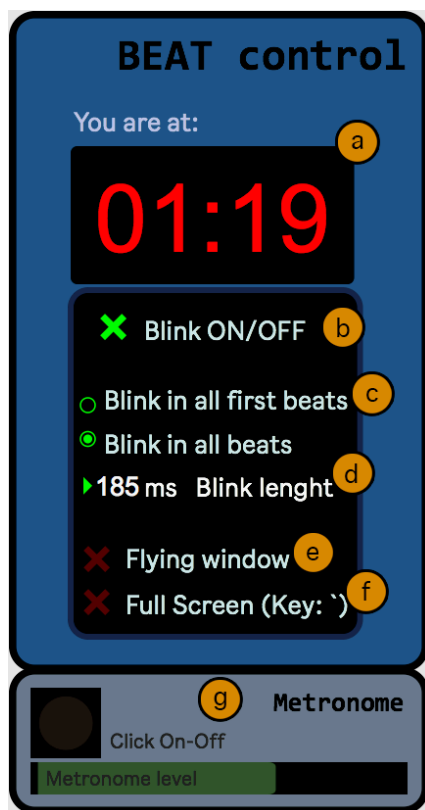 BEAT control
You are at:
a
01:19
Blink ON/OFF b
Blink in all first beats c
Blink in all beats
185 ms Blink lenght d
Flying window e
Full Screen (Key: `) f
g Metronome
Click On-Off
Metronome level